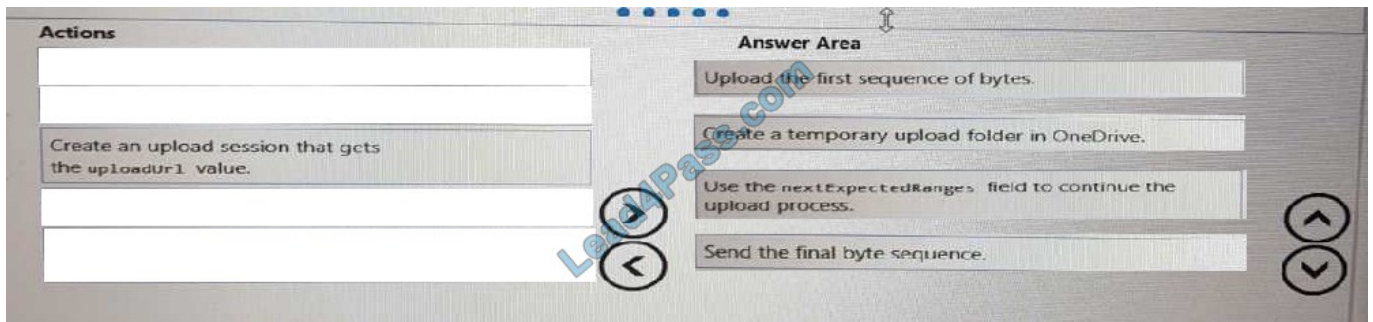 Actions
Answer Area
Create an upload session that gets
the uploadUrl value.
Upload the first sequence of bytes.
Create a temporary upload folder in OneDrive.
Use the nextExpectedRanges field to continue the
upload process.
Send the final byte sequence.
Lead4Pass.com